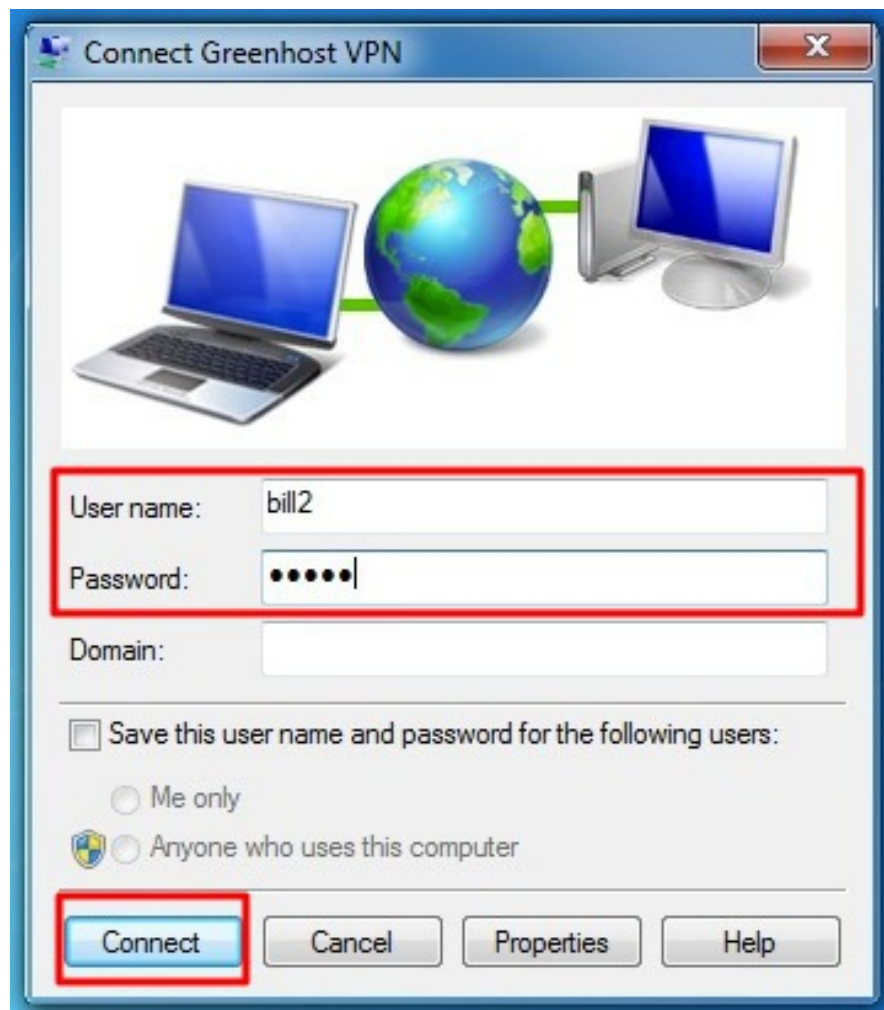 Connect Greenhost VPN
User name: bill2
Password: •••••
Domain:
Save this user name and password for the following users:
Me only
Anyone who uses this computer
Connect Cancel Properties Help